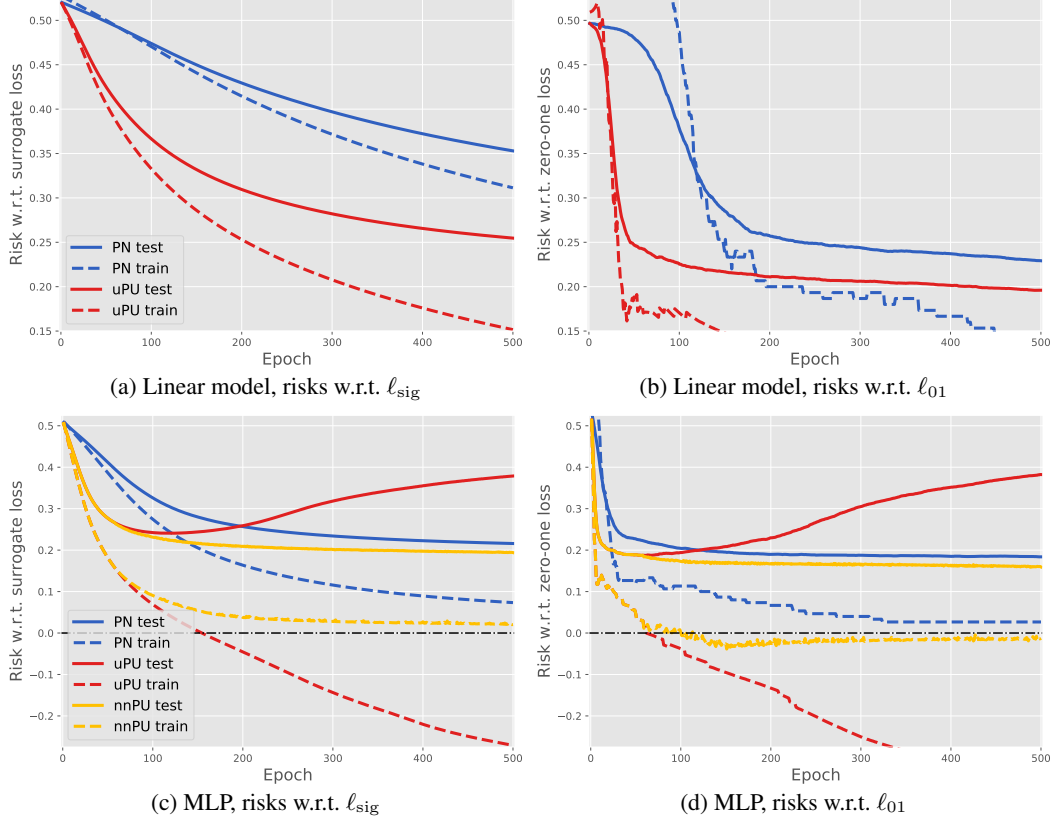 0.50
0.45
0.40
0.35
0.30
0.25
0.20
0.15
Risk w.r.t. surrogate loss
PN test
PN train
uPU test
uPU train
0 100 200 300 400 500
Epoch
(a) Linear model, risks w.r.t. ℓsig
0.50
0.45
0.40
0.35
0.30
0.25
0.20
0.15
Risk w.r.t. zero-one loss
0 100 200 300 400 500
Epoch
(b) Linear model, risks w.r.t. ℓ01
0.5
0.4
0.3
0.2
0.1
0.0
−0.1
−0.2
Risk w.r.t. surrogate loss
PN test
PN train
uPU test
uPU train
nnPU test
nnPU train
0 100 200 300 400 500
Epoch
(c) MLP, risks w.r.t. ℓsig
0.5
0.4
0.3
0.2
0.1
0.0
−0.1
−0.2
Risk w.r.t. zero-one loss
0 100 200 300 400 500
Epoch
(d) MLP, risks w.r.t. ℓ01